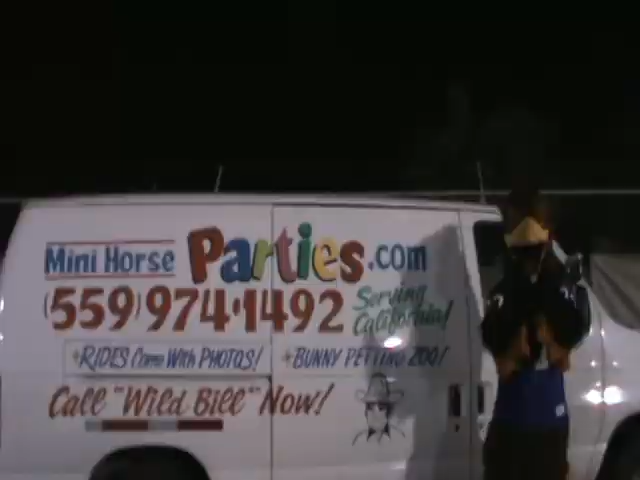 Mini Horse Parties.com
(559) 974-1492 Serving California!
+RIDES Come With PHOTOS! +BUNNY PETTING ZOO!
Call "Wild Bill" Now!